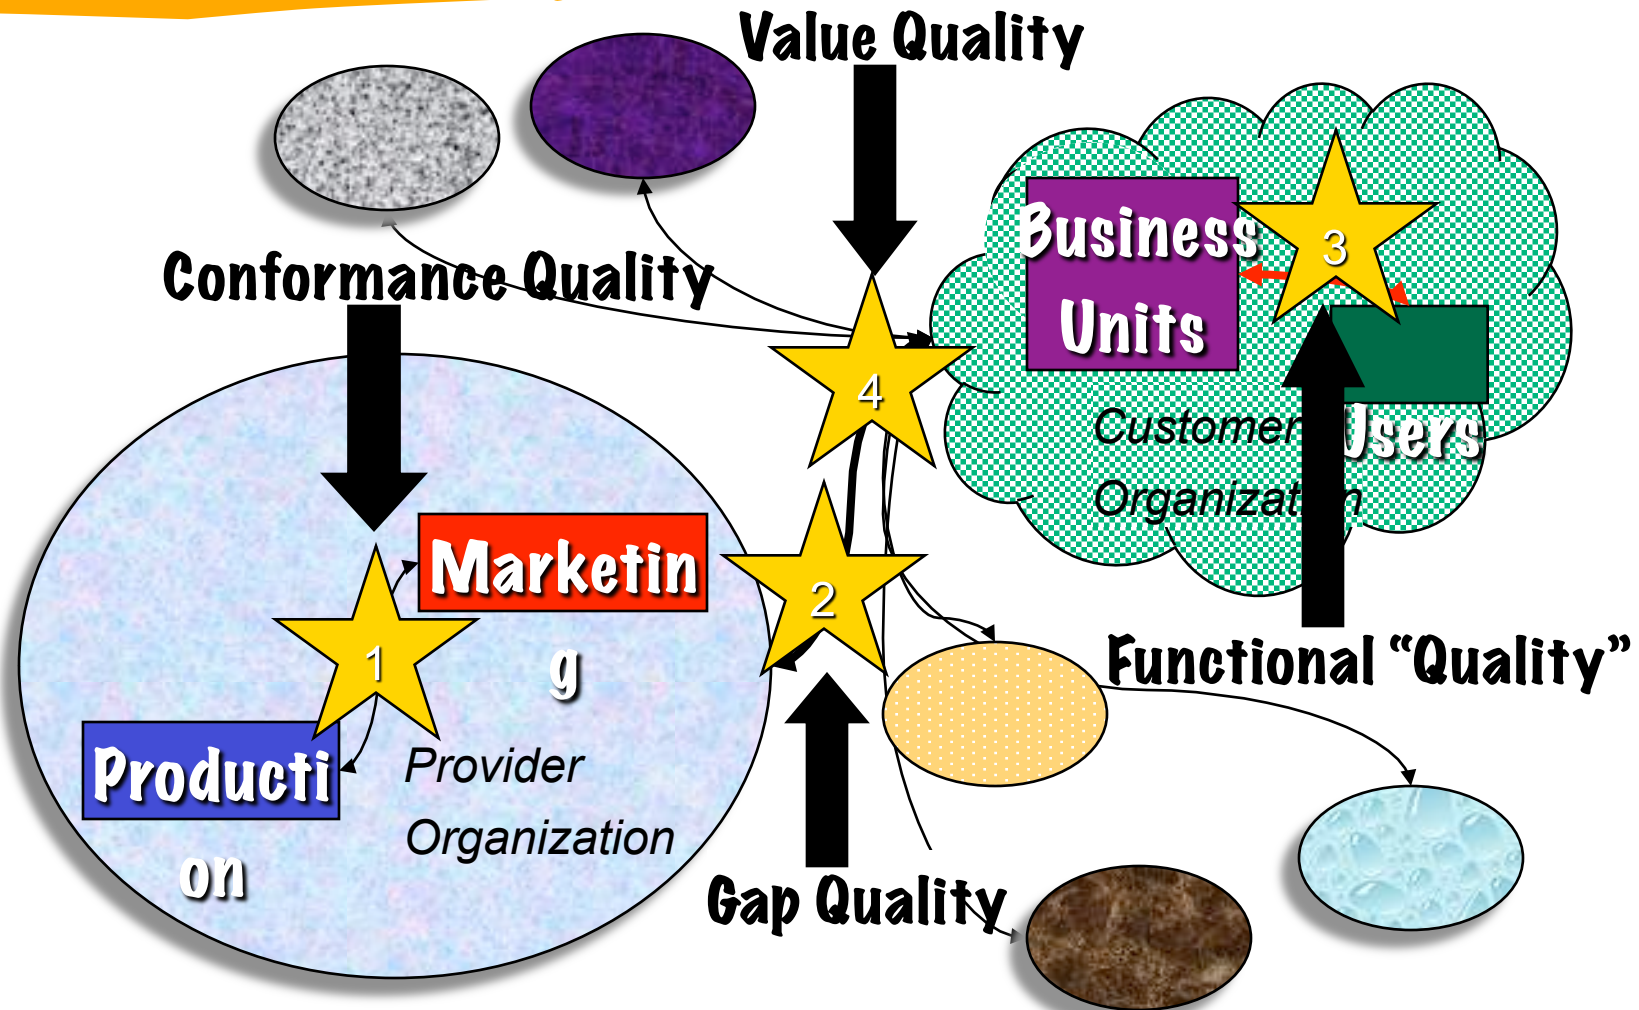 Value Quality
Conformance Quality
Business
Units
3
4
Customer
Organization
Users
Marketin
g
2
1
Functional “Quality”
Producti
on
Provider
Organization
Gap Quality